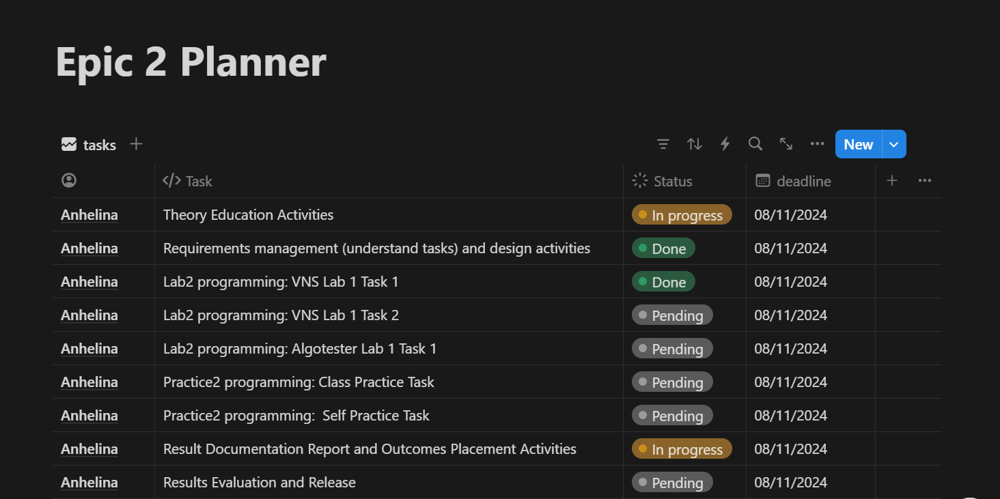 Epic 2 Planner
tasks
New
Task Status deadline
Anhelina Theory Education Activities In progress 08/11/2024
Anhelina Requirements management (understand tasks) and design activities Done 08/11/2024
Anhelina Lab2 programming: VNS Lab 1 Task 1 Done 08/11/2024
Anhelina Lab2 programming: VNS Lab 1 Task 2 Pending 08/11/2024
Anhelina Lab2 programming: Algotester Lab 1 Task 1 Pending 08/11/2024
Anhelina Practice2 programming: Class Practice Task Pending 08/11/2024
Anhelina Practice2 programming:  Self Practice Task Pending 08/11/2024
Anhelina Result Documentation Report and Outcomes Placement Activities In progress 08/11/2024
Anhelina Results Evaluation and Release Pending 08/11/2024